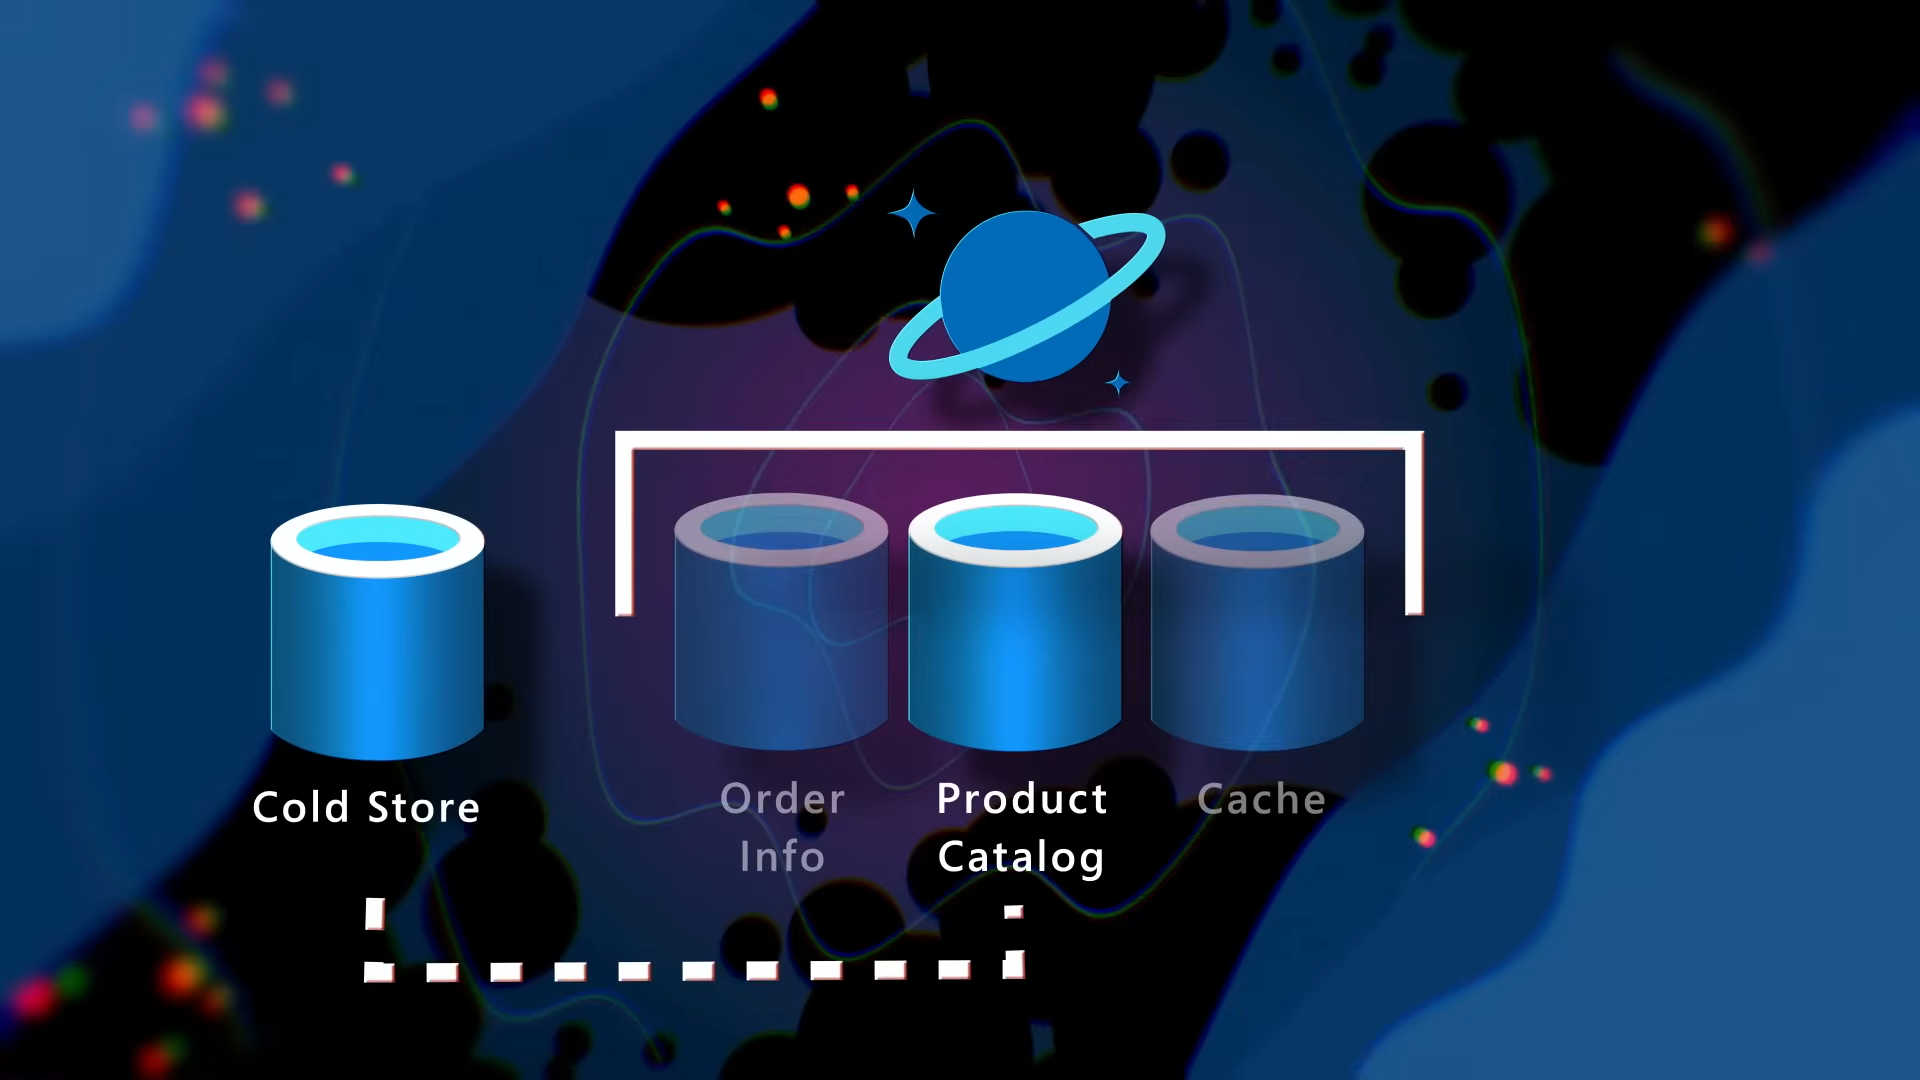 Cold Store
Order
Info
Product
Catalog
Cache